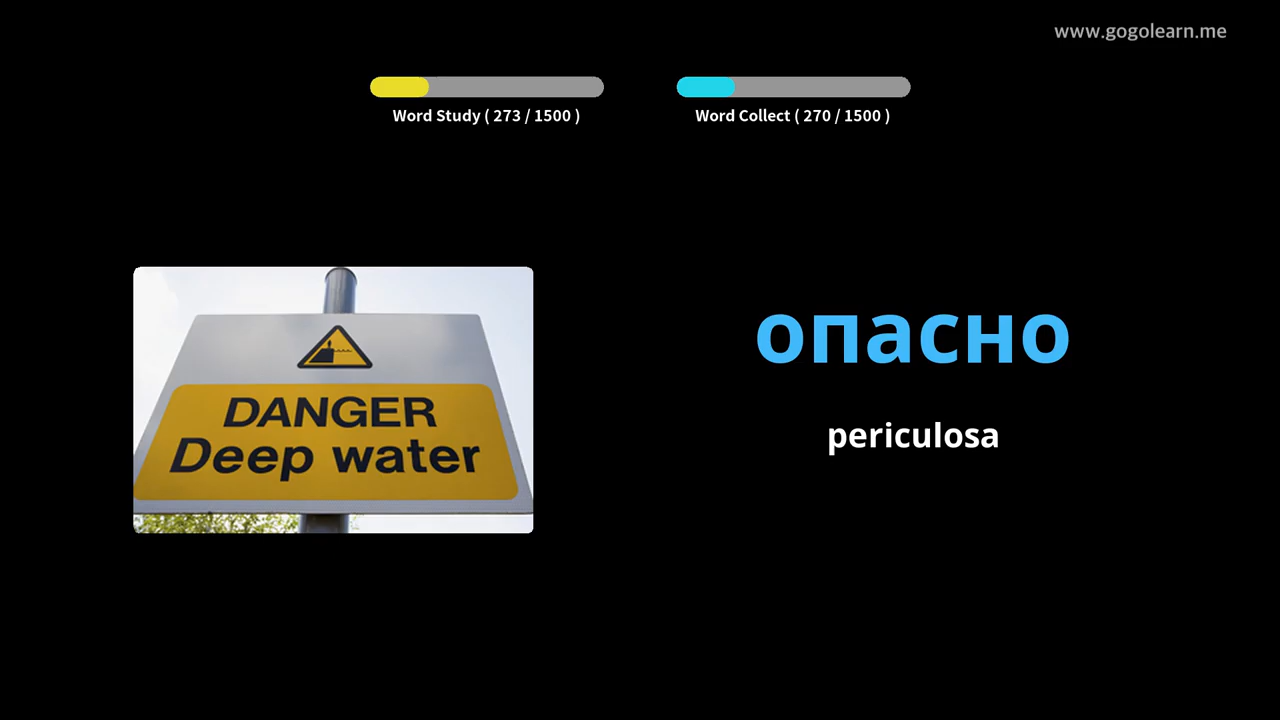 www.gogolearn.me
Word Study ( 273 / 1500 )
Word Collect ( 270 / 1500 )
DANGER
Deep water
опасно
periculosa